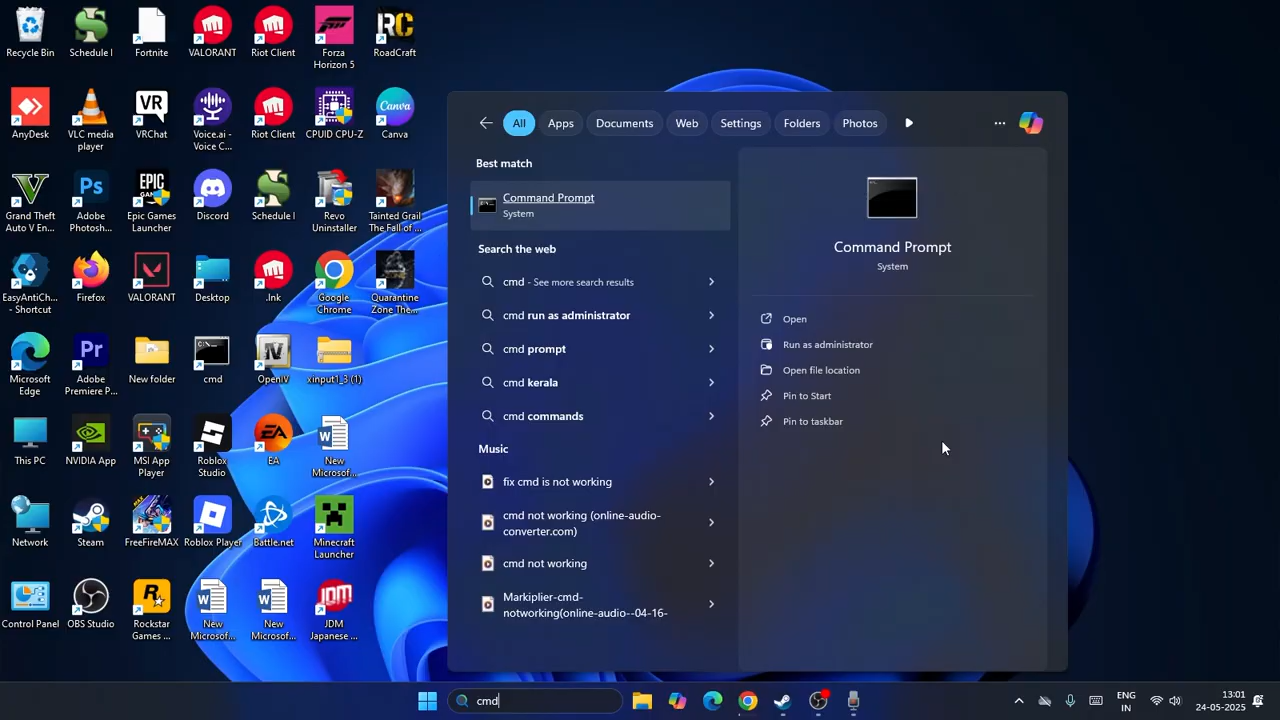 Recycle Bin
Schedule I
Fortnite
VALORANT
Riot Client
Forza
Horizon 5
RoadCraft
AnyDesk
VLC media
player
VRChat
Voice.ai -
Voice C...
Riot Client
CPUID CPU-Z
Canva
Grand Theft
Auto V En...
Adobe
Photosh...
Epic Games
Launcher
Discord
Schedule I
Revo
Uninstaller
Tainted Grail
The Fall of ...
EasyAntiCh...
- Shortcut
Firefox
VALORANT
Desktop
.lnk
Google
Chrome
Quarantine
Zone The...
Microsoft
Edge
Adobe
Premiere P...
New folder
cmd
OpenIV
xinput1_3 (1)
This PC
NVIDIA App
MSI App
Player
Roblox
Studio
EA
New
Microsof...
Network
Steam
FreeFireMAX
Roblox Player
Battle.net
Minecraft
Launcher
Control Panel
OBS Studio
Rockstar
Games ...
New
Microsof...
New
Microsof...
JDM
Japanese ...
All
Apps
Documents
Web
Settings
Folders
Photos
Best match
Command Prompt
System
Search the web
cmd - See more search results
cmd run as administrator
cmd prompt
cmd kerala
cmd commands
Music
fix cmd is not working
cmd not working (online-audio-
converter.com)
cmd not working
Markiplier-cmd-
notworking(online-audio--04-16-
Command Prompt
System
Open
Run as administrator
Open file location
Pin to Start
Pin to taskbar
cmd
ENG
IN
13:01
24-05-2025